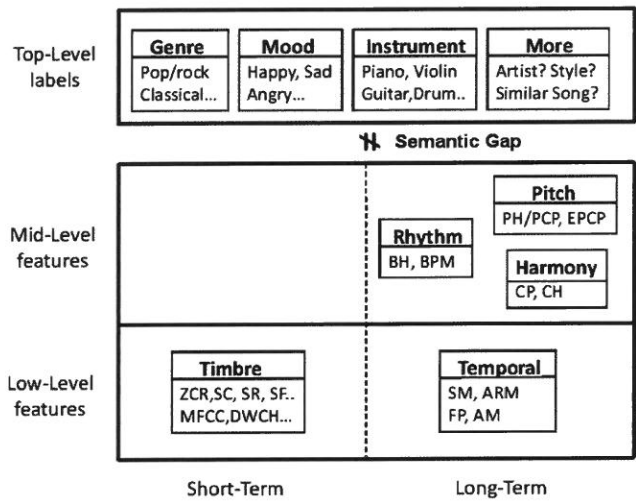 Top-Level
labels
Genre
Pop/rock
Classical...
Mood
Happy, Sad
Angry...
Instrument
Piano, Violin
Guitar,Drum..
More
Artist? Style?
Similar Song?
Semantic Gap
Mid-Level
features
Rhythm
BH, BPM
Pitch
PH/PCP, EPCP
Harmony
CP, CH
Low-Level
features
Timbre
ZCR,SC, SR, SF..
MFCC,DWCH...
Temporal
SM, ARM
FP, AM
Short-Term
Long-Term